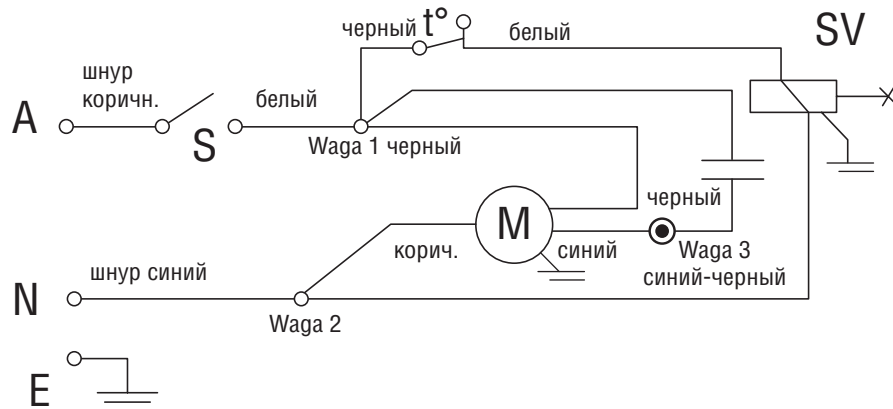 черный t° белый
SV
шнур
коричн.
белый
A
S
Waga 1 черный
черный
M
корич.
синий
Waga 3
синий-черный
шнур синий
N
Waga 2
E